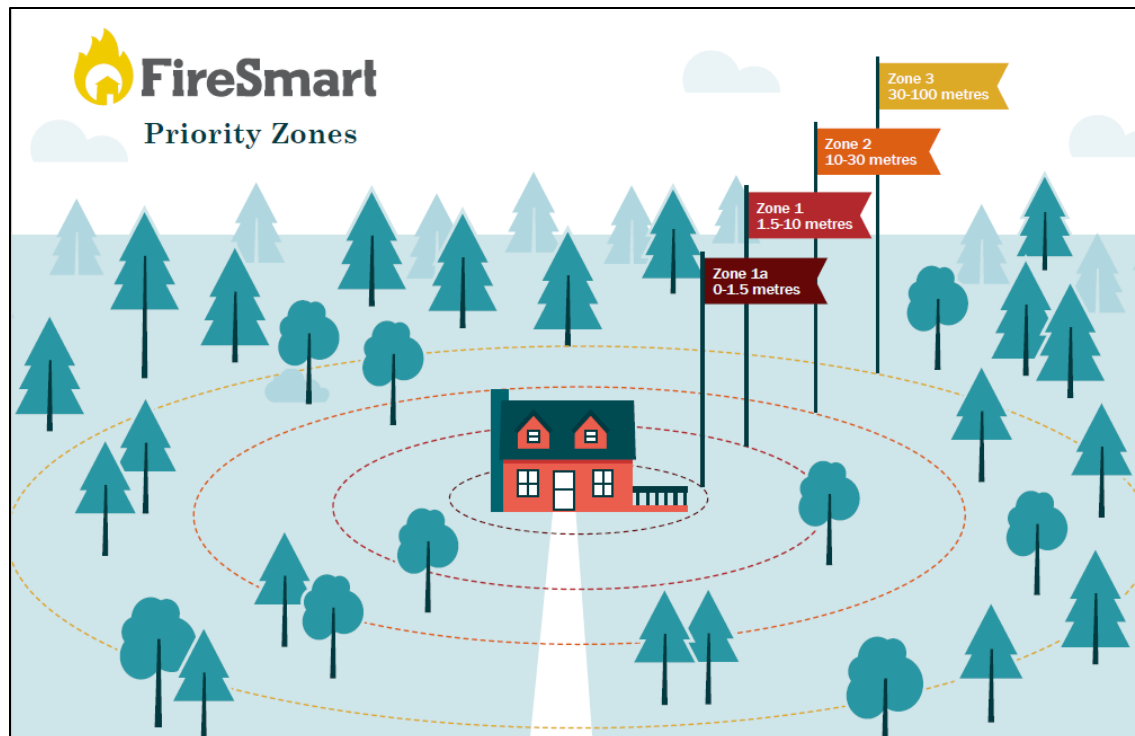 FireSmart
Priority Zones
Zone 3
30-100 metres
Zone 2
10-30 metres
Zone 1
1.5-10 metres
Zone 1a
0-1.5 metres